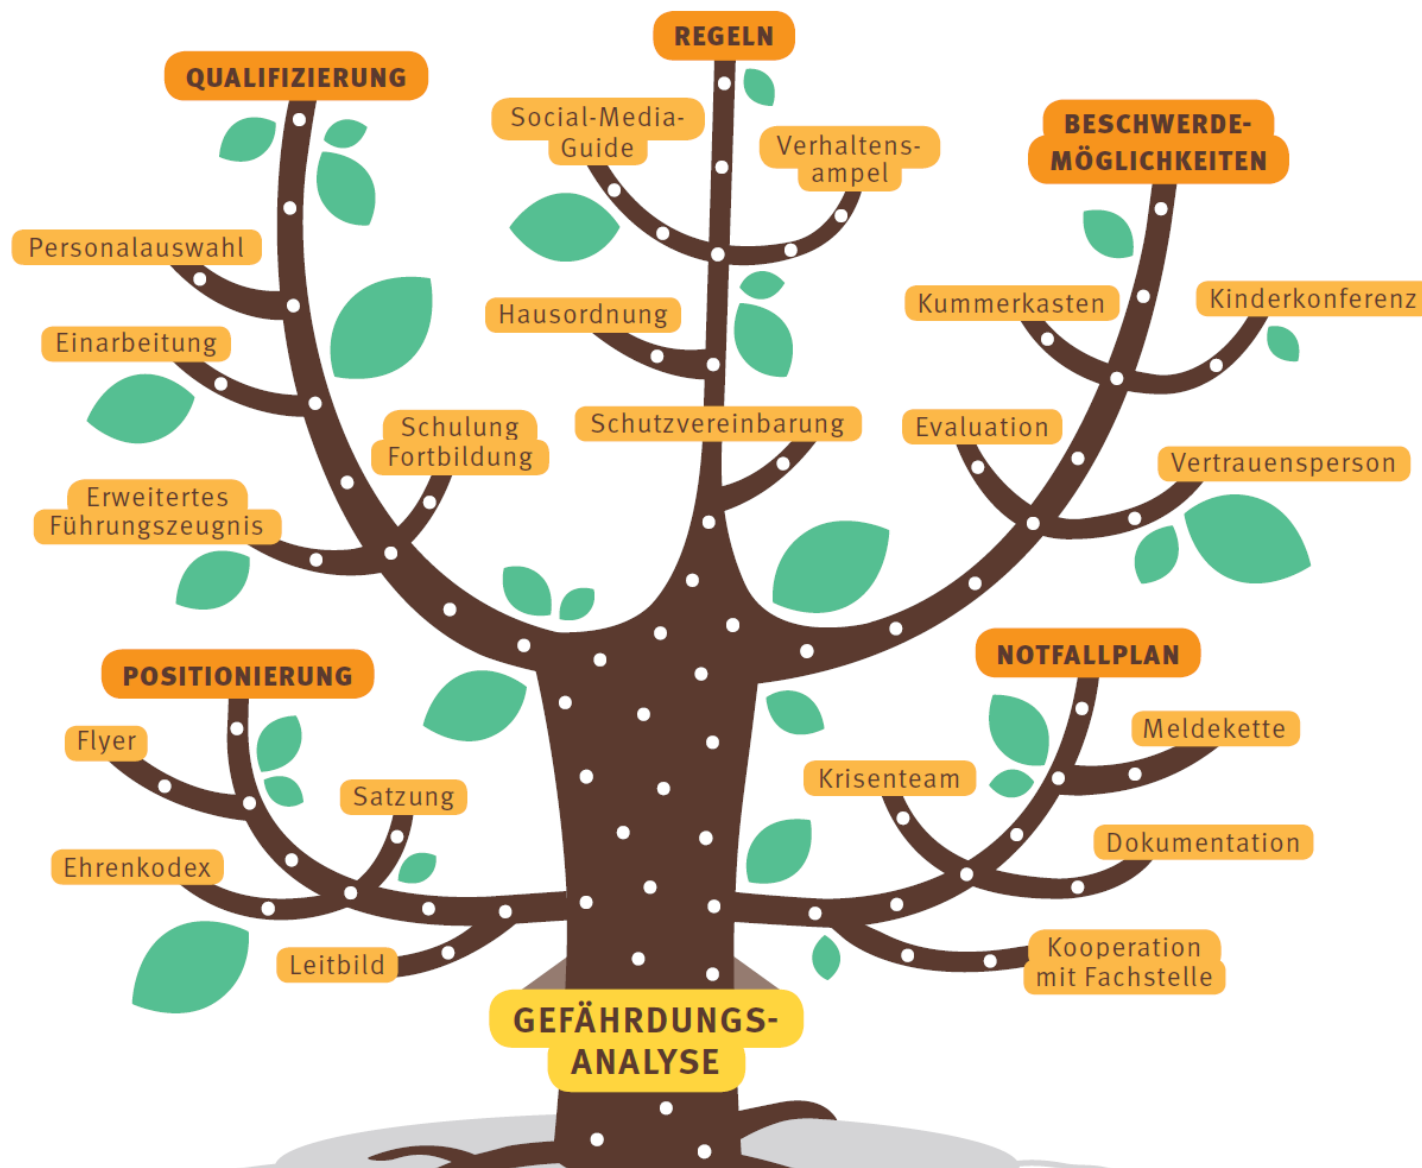 REGELN
QUALIFIZIERUNG
Social-Media-
Guide
Verhaltens-
ampel
BESCHWERDE-
MÖGLICHKEITEN
Personalauswahl
Hausordnung
Kummerkasten
Kinderkonferenz
Einarbeitung
Schulung
Fortbildung
Schutzvereinbarung
Evaluation
Vertrauensperson
Erweitertes
Führungszeugnis
POSITIONIERUNG
NOTFALLPLAN
Flyer
Satzung
Krisenteam
Meldekette
Ehrenkodex
Dokumentation
Leitbild
Kooperation
mit Fachstelle
GEFÄHRDUNGS-
ANALYSE